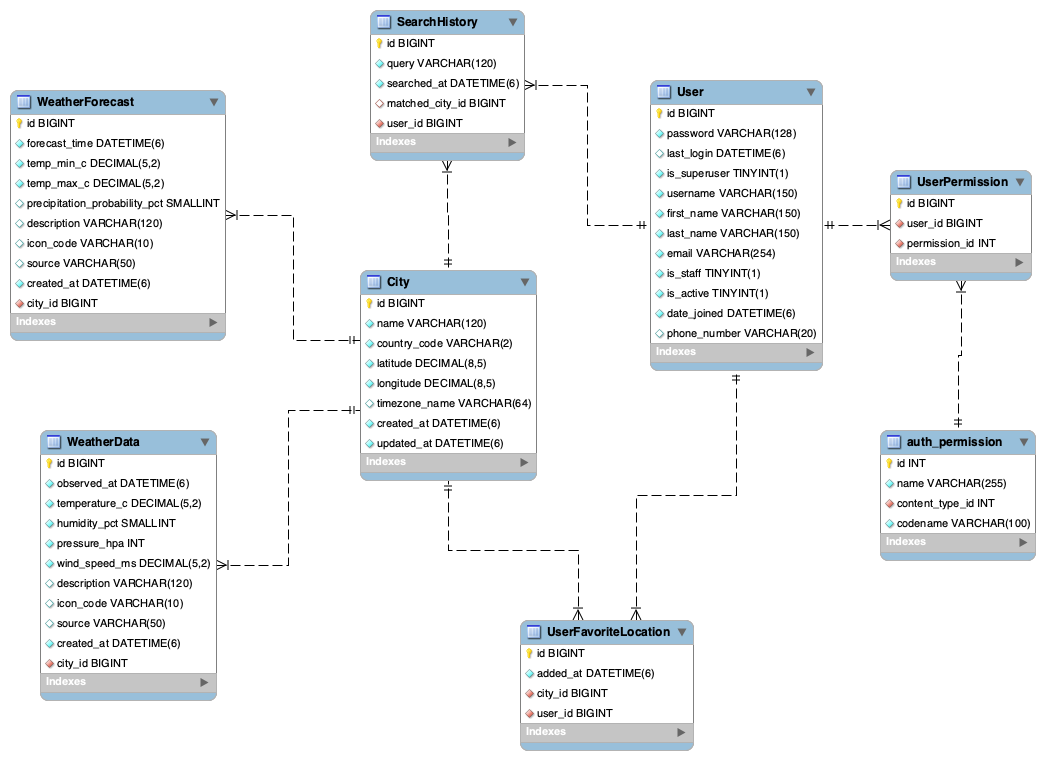 SearchHistory
id BIGINT
query VARCHAR(120)
searched_at DATETIME(6)
matched_city_id BIGINT
user_id BIGINT
Indexes
WeatherForecast
id BIGINT
forecast_time DATETIME(6)
temp_min_c DECIMAL(5,2)
temp_max_c DECIMAL(5,2)
precipitation_probability_pct SMALLINT
description VARCHAR(120)
icon_code VARCHAR(10)
source VARCHAR(50)
created_at DATETIME(6)
city_id BIGINT
Indexes
User
id BIGINT
password VARCHAR(128)
last_login DATETIME(6)
is_superuser TINYINT(1)
username VARCHAR(150)
first_name VARCHAR(150)
last_name VARCHAR(150)
email VARCHAR(254)
is_staff TINYINT(1)
is_active TINYINT(1)
date_joined DATETIME(6)
phone_number VARCHAR(20)
Indexes
UserPermission
id BIGINT
user_id BIGINT
permission_id INT
Indexes
City
id BIGINT
name VARCHAR(120)
country_code VARCHAR(2)
latitude DECIMAL(8,5)
longitude DECIMAL(8,5)
timezone_name VARCHAR(64)
created_at DATETIME(6)
updated_at DATETIME(6)
Indexes
WeatherData
id BIGINT
observed_at DATETIME(6)
temperature_c DECIMAL(5,2)
humidity_pct SMALLINT
pressure_hpa INT
wind_speed_ms DECIMAL(5,2)
description VARCHAR(120)
icon_code VARCHAR(10)
source VARCHAR(50)
created_at DATETIME(6)
city_id BIGINT
Indexes
auth_permission
id INT
name VARCHAR(255)
content_type_id INT
codename VARCHAR(100)
Indexes
UserFavoriteLocation
id BIGINT
added_at DATETIME(6)
city_id BIGINT
user_id BIGINT
Indexes